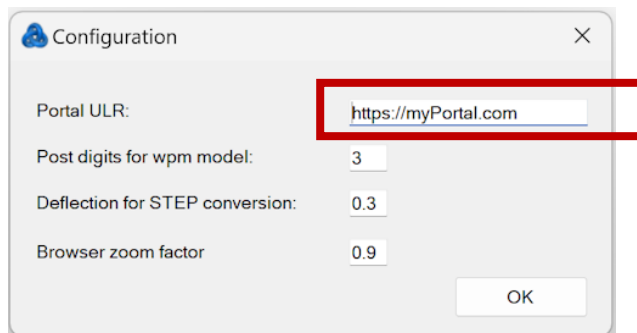 Configuration
Portal ULR: https://myPortal.com
Post digits for wpm model: 3
Deflection for STEP conversion: 0.3
Browser zoom factor 0.9
OK